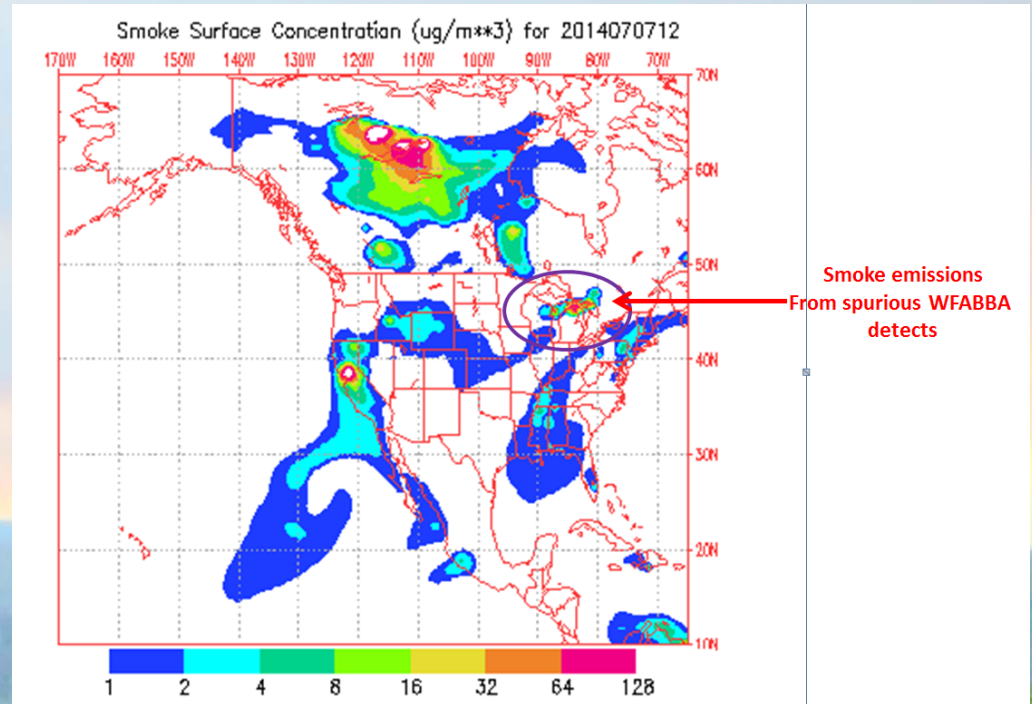 Smoke Surface Concentration (ug/m**3) for 2014070712
170W 160W 150W 140W 130W 120W 110W 100W 90W 80W 70W
70N
60N
50N
Smoke emissions
From spurious WFABBA
detects
40N
30N
20N
10N
1 2 4 8 16 32 64 128